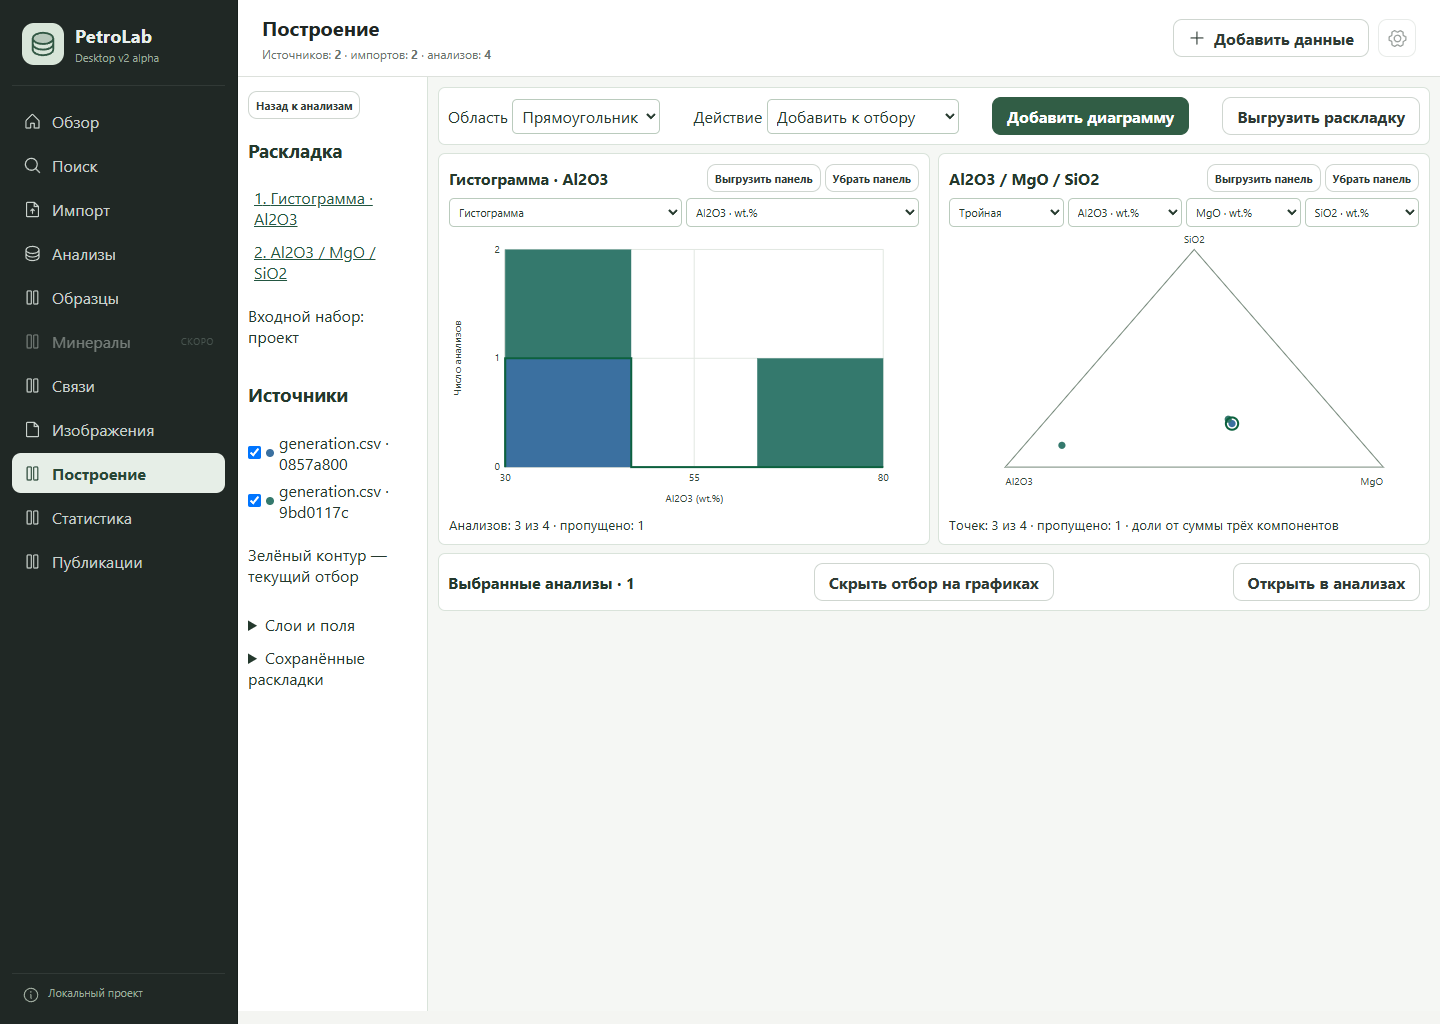 PetroLab
Desktop v2 alpha
Обзор
Поиск
Импорт
Анализы
Образцы
Минералы СКОРО
Связи
Изображения
Построение
Статистика
Публикации
Локальный проект
Построение
Источников: 2 · импортов: 2 · анализов: 4
Добавить данные
Назад к анализам
Раскладка
1. Гистограмма ·
Al2O3
2. Al2O3 / MgO /
SiO2
Входной набор:
проект
Источники
generation.csv ·
0857a800
generation.csv ·
9bd0117c
Зелёный контур —
текущий отбор
Слои и поля
Сохранённые
раскладки
Область Прямоугольник Действие Добавить к отбору Добавить диаграмму Выгрузить раскладку
Гистограмма · Al2O3 Выгрузить панель Убрать панель
Гистограмма Al2O3 · wt.%
2
1
0
Число анализов
30 55 80
Al2O3 (wt.%)
Анализов: 3 из 4 · пропущено: 1
Al2O3 / MgO / SiO2 Выгрузить панель Убрать панель
Тройная Al2O3 · wt.% MgO · wt.% SiO2 · wt.%
SiO2
Al2O3 MgO
Точек: 3 из 4 · пропущено: 1 · доли от суммы трёх компонентов
Выбранные анализы · 1 Скрыть отбор на графиках Открыть в анализах